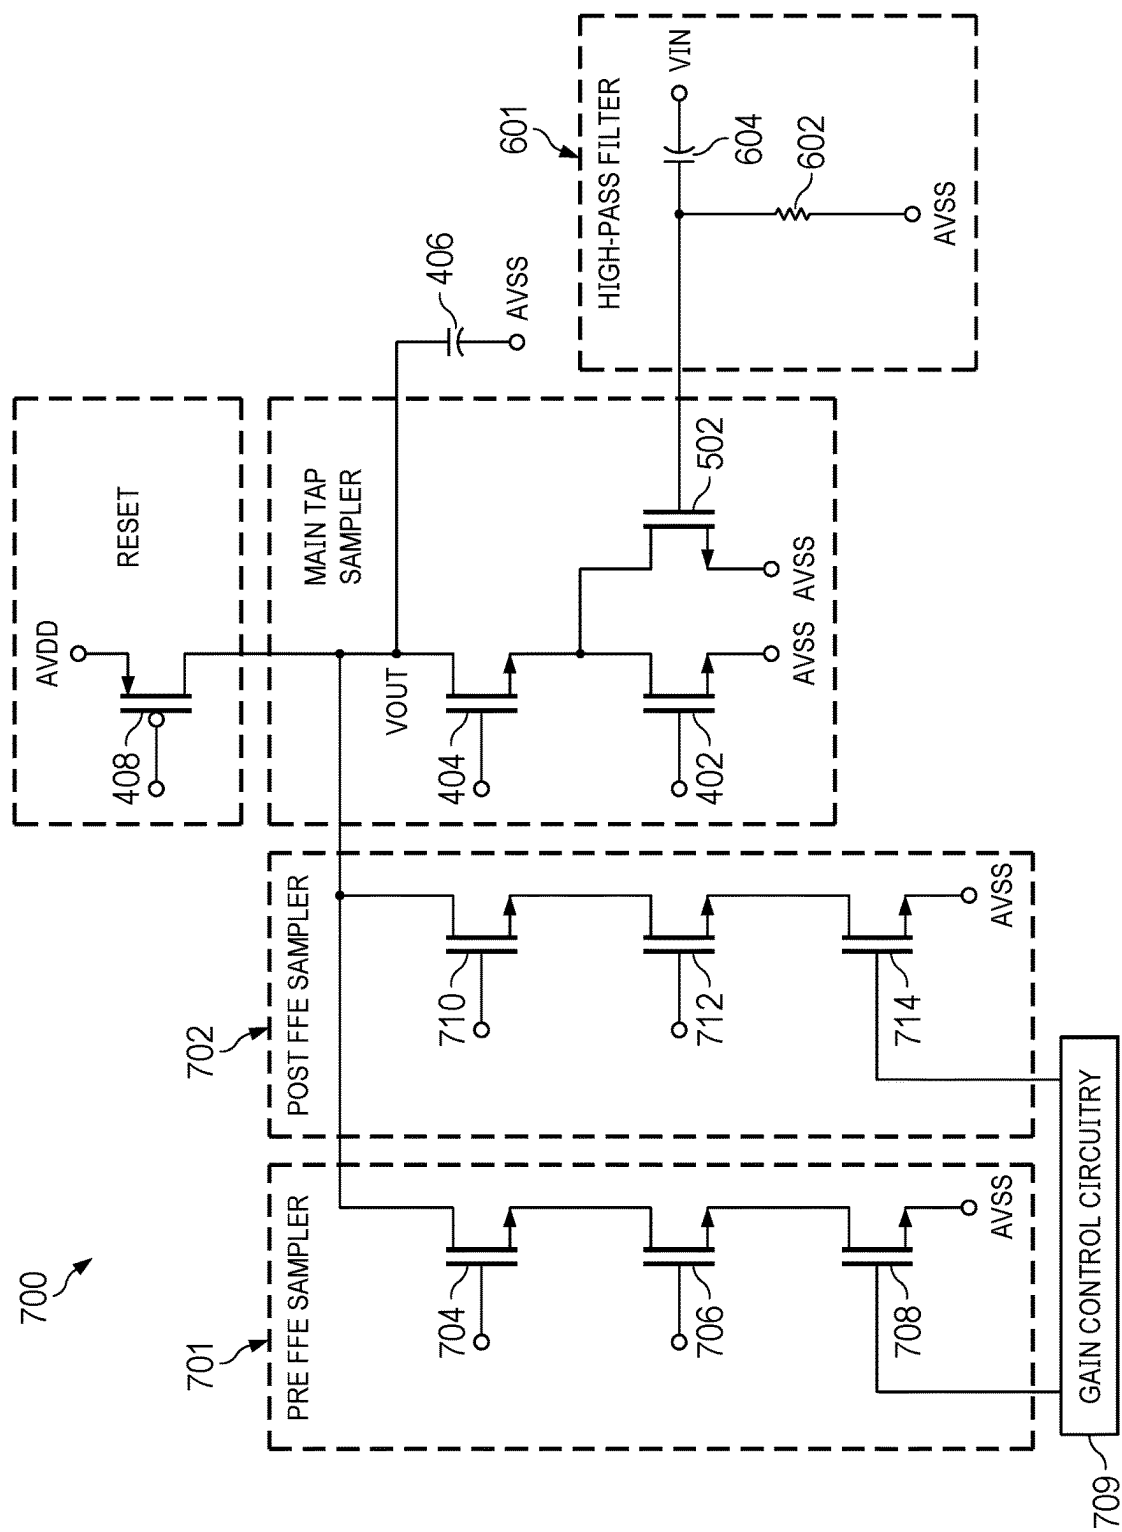 700
701
PRE FFE SAMPLER
704
706
708
AVSS
709
GAIN CONTROL CIRCUITRY
702
POST FFE SAMPLER
710
712
714
AVSS
RESET
AVDD
408
MAIN TAP
SAMPLER
VOUT
404
402
AVSS
502
AVSS
406
AVSS
601
HIGH-PASS FILTER
VIN
604
602
AVSS